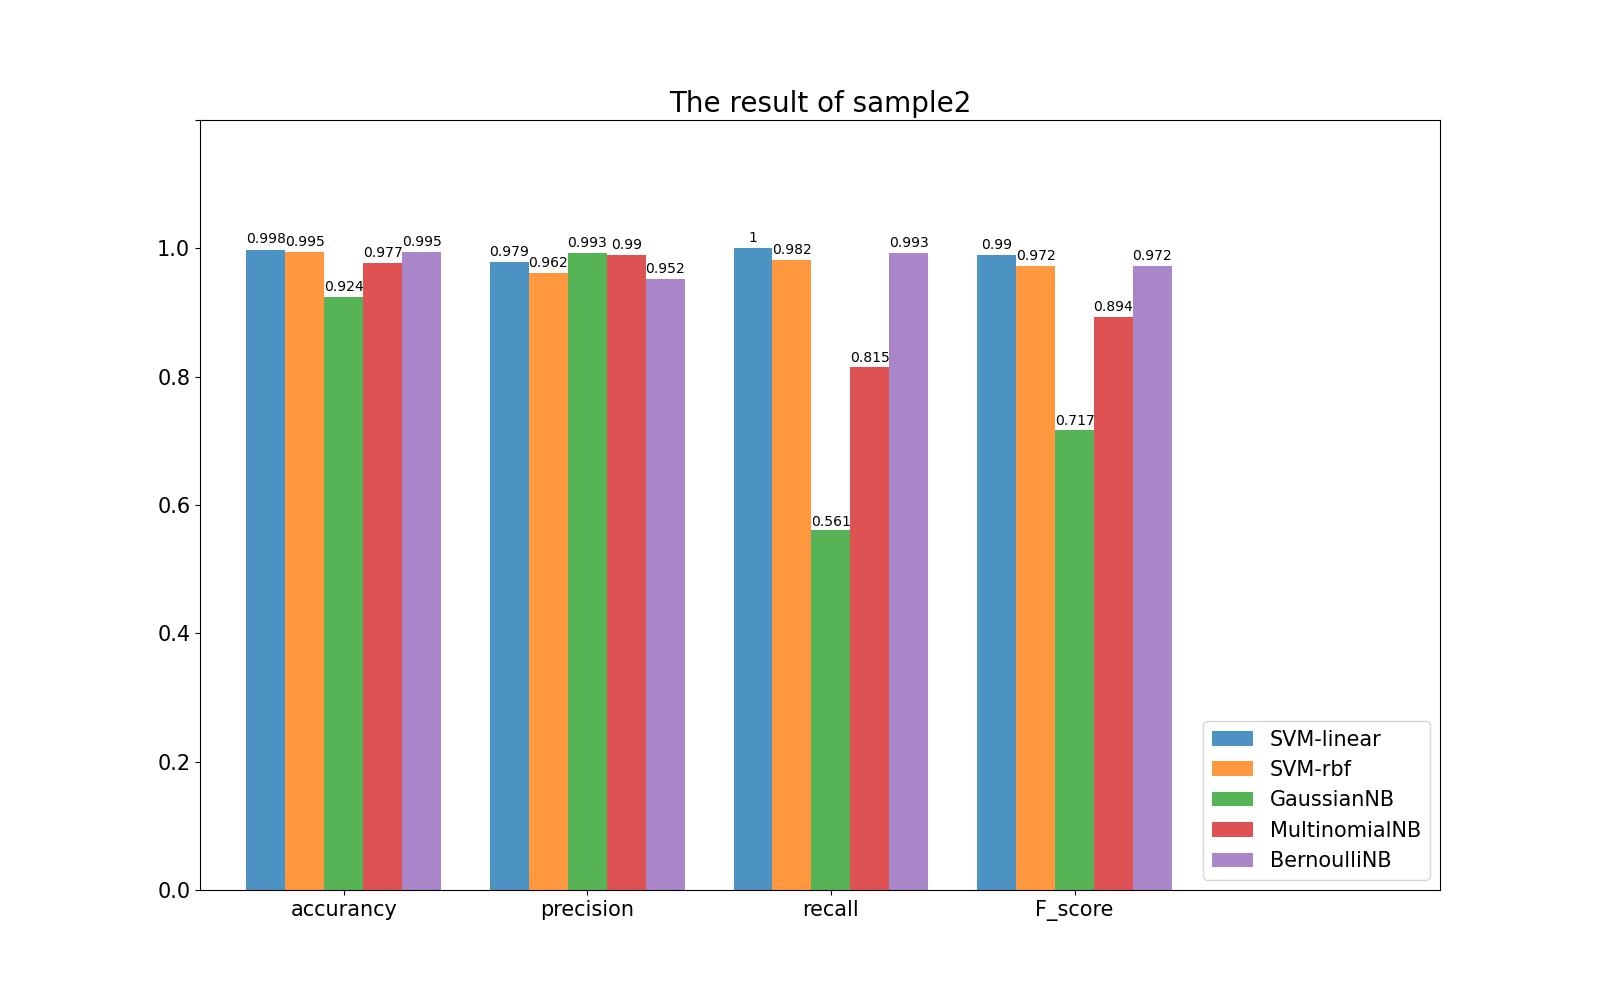 The result of sample2
1.0
0.8
0.6
0.4
0.2
0.0
0.998 0.995 0.924 0.977 0.995
0.979 0.962 0.993 0.99 0.952
1 0.982 0.561 0.815 0.993
0.99 0.972 0.717 0.894 0.972
accurancy precision recall F_score
SVM-linear
SVM-rbf
GaussianNB
MultinomialNB
BernoulliNB